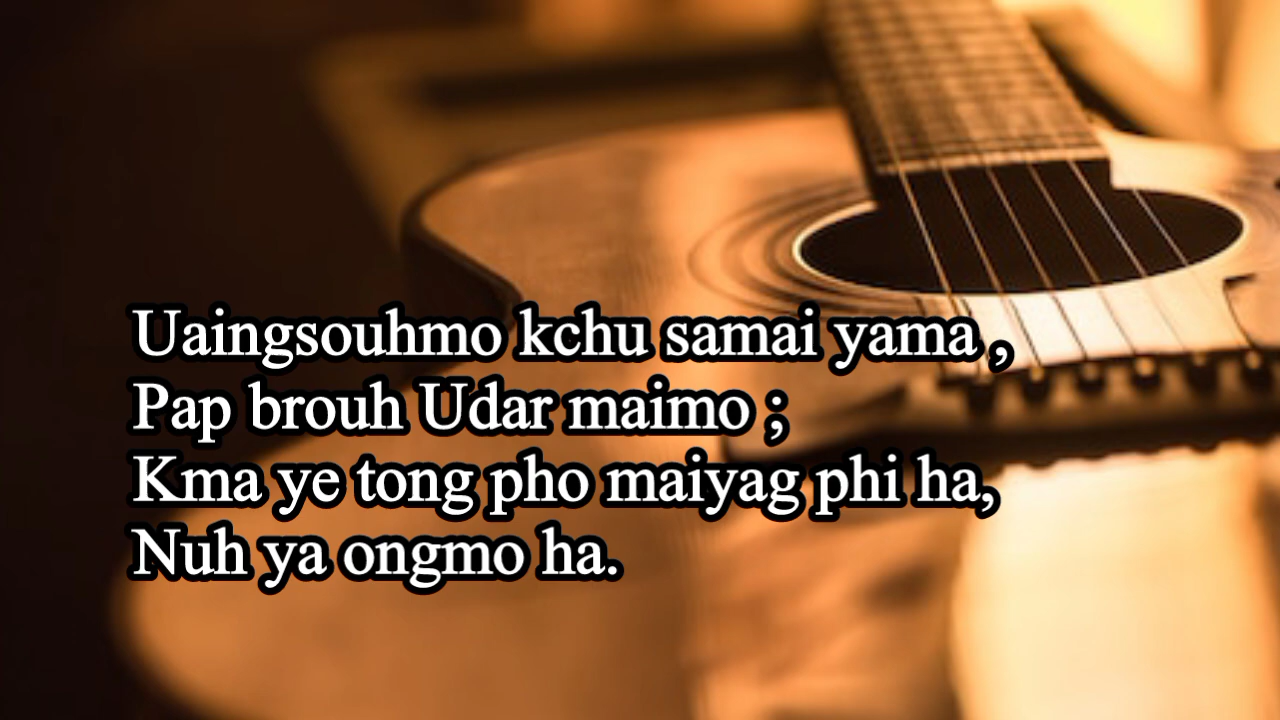 Uaingsouhmo kchu samai yama ,
Pap brouh Udar maimo ;
Kma ye tong pho maiyag phi ha,
Nuh ya ongmo ha.